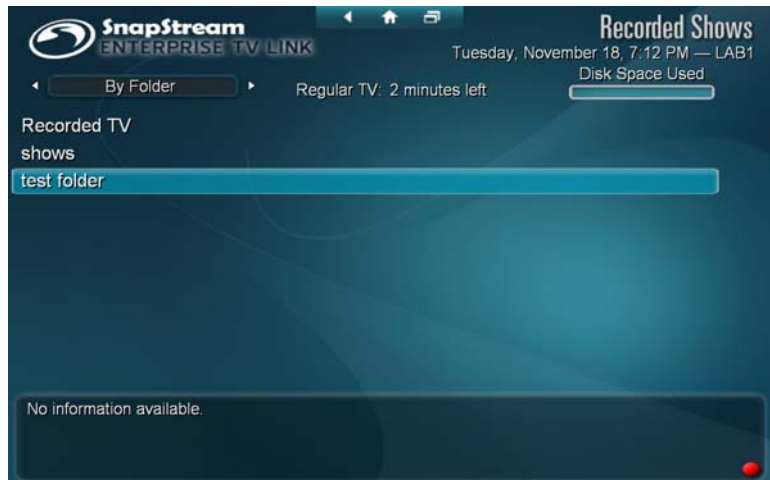 SnapStream
ENTERPRISE TV LINK
Recorded Shows
Tuesday, November 18, 7:12 PM — LAB1
By Folder
Regular TV: 2 minutes left
Disk Space Used
Recorded TV
shows
test folder
No information available.